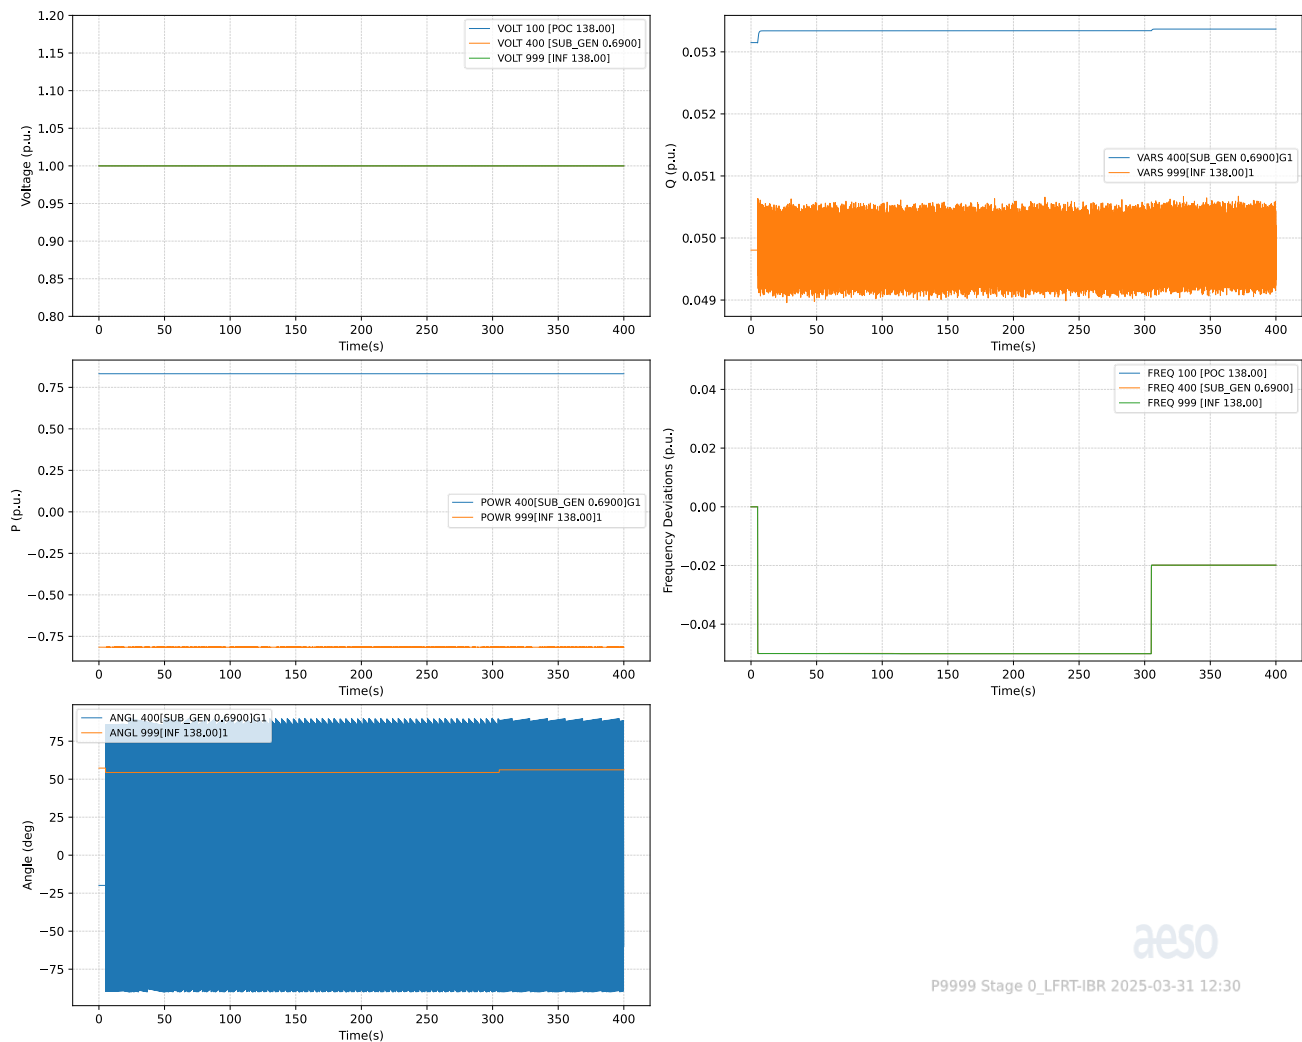 1.20
1.15
1.10
1.05
1.00
0.95
0.90
0.85
0.80
Voltage (p.u.)
VOLT 100 [POC 138.00]
VOLT 400 [SUB_GEN 0.6900]
VOLT 999 [INF 138.00]
0 50 100 150 200 250 300 350 400
Time(s)
0.053
0.052
0.051
0.050
0.049
Q (p.u.)
VARS 400[SUB_GEN 0.6900]G1
VARS 999[INF 138.00]1
0 50 100 150 200 250 300 350 400
Time(s)
0.75
0.50
0.25
0.00
−0.25
−0.50
−0.75
P (p.u.)
POWR 400[SUB_GEN 0.6900]G1
POWR 999[INF 138.00]1
0 50 100 150 200 250 300 350 400
Time(s)
0.04
0.02
0.00
−0.02
−0.04
Frequency Deviations (p.u.)
FREQ 100 [POC 138.00]
FREQ 400 [SUB_GEN 0.6900]
FREQ 999 [INF 138.00]
0 50 100 150 200 250 300 350 400
Time(s)
75
50
25
0
−25
−50
−75
Angle (deg)
ANGL 400[SUB_GEN 0.6900]G1
ANGL 999[INF 138.00]1
0 50 100 150 200 250 300 350 400
Time(s)
aeso
P9999 Stage 0_LFRT-IBR 2025-03-31 12:30